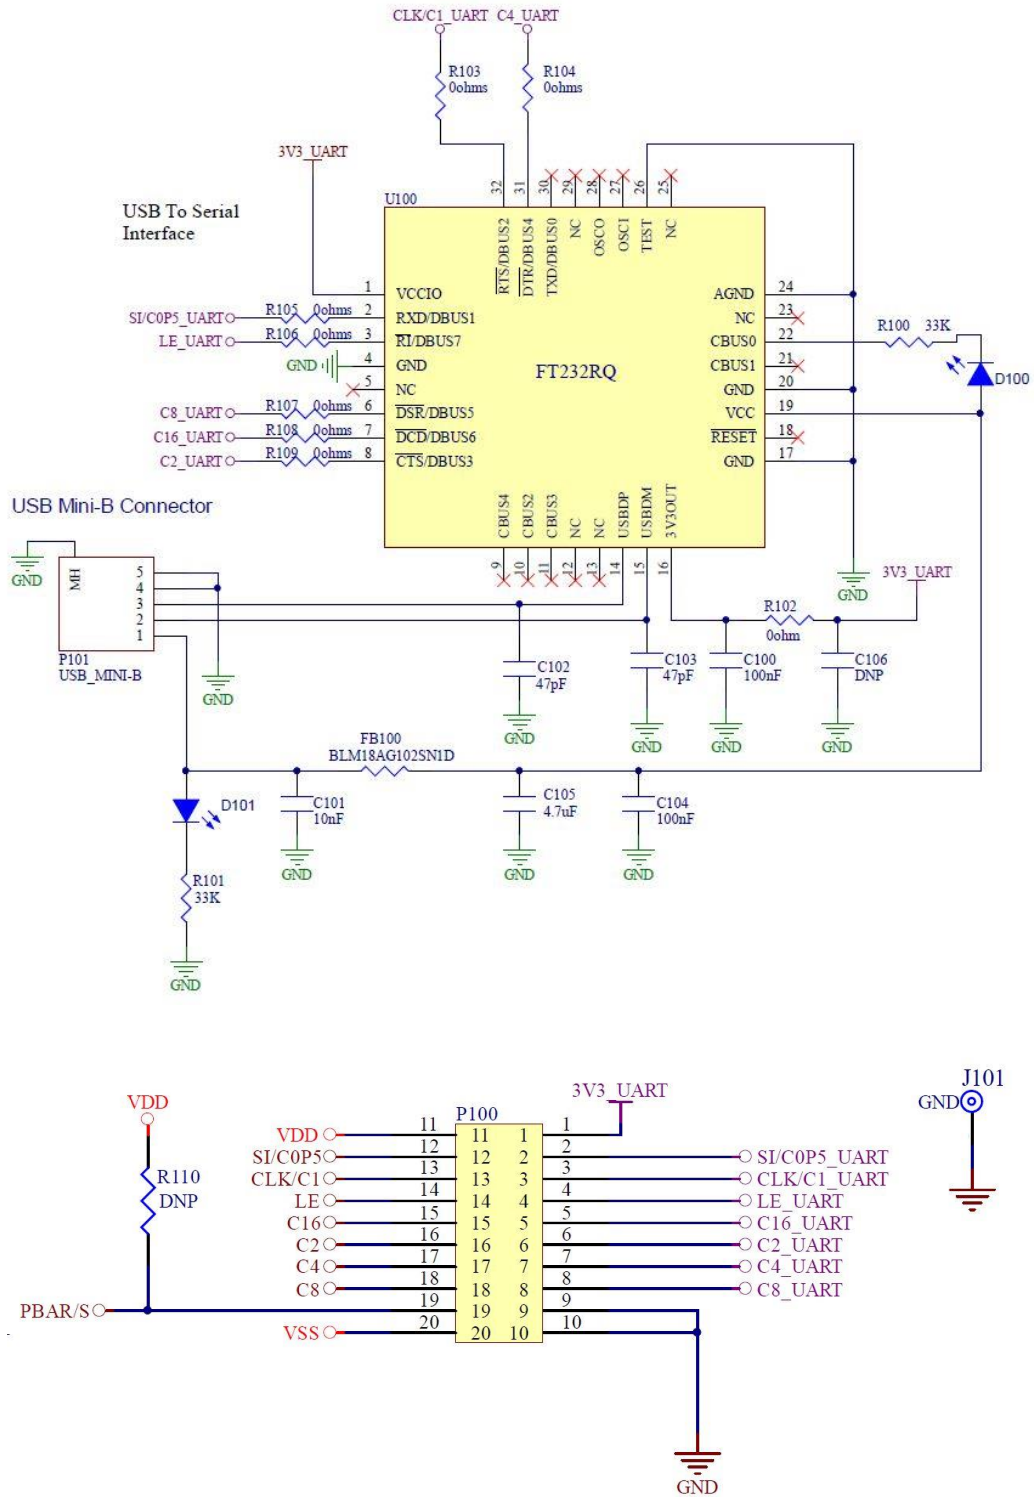 CLK/C1_UART C4_UART
R103
0ohms
R104
0ohms
3V3_UART
32
31
30
29
28
27
26
25
USB To Serial
Interface
U100
RTS/DBUS2
DTR/DBUS4
TXD/DBUS0
NC
OSCO
OSCI
TEST
NC
1 VCCIO
SI/C0P5_UART R105 0ohms 2 RXD/DBUS1
LE_UART R106 0ohms 3 RI/DBUS7
GND 4 GND
5 NC
C8_UART R107 0ohms 6 DSR/DBUS5
C16_UART R108 0ohms 7 DCD/DBUS6
C2_UART R109 0ohms 8 CTS/DBUS3
FT232RQ
AGND 24
NC 23
CBUS0 22 R100 33K
CBUS1 21
GND 20 D100
VCC 19
RESET 18
GND 17
CBUS4
CBUS2
CBUS3
NC
NC
USBDP
USBDM
3V3OUT
9
10
11
12
13
14
15
16
USB Mini-B Connector
GND
MH
5
4
3
2
1
P101
USB_MINI-B
GND
GND
3V3_UART
R102
0ohm
C102
47pF
C103
47pF
C100
100nF
C106
DNP
GND
GND
GND
GND
FB100
BLM18AG102SN1D
D101
C101
10nF
C105
4.7uF
C104
100nF
GND
GND
GND
R101
33K
GND
VDD
R110
DNP
P100
3V3_UART
J101
GND
VDD 11 11 1 1
SI/C0P5 12 12 2 2 SI/C0P5_UART
CLK/C1 13 13 3 3 CLK/C1_UART
LE 14 14 4 4 LE_UART
C16 15 15 5 5 C16_UART
C2 16 16 6 6 C2_UART
C4 17 17 7 7 C4_UART
C8 18 18 8 8 C8_UART
PBAR/S 19 19 9 9
VSS 20 20 10 10
GND